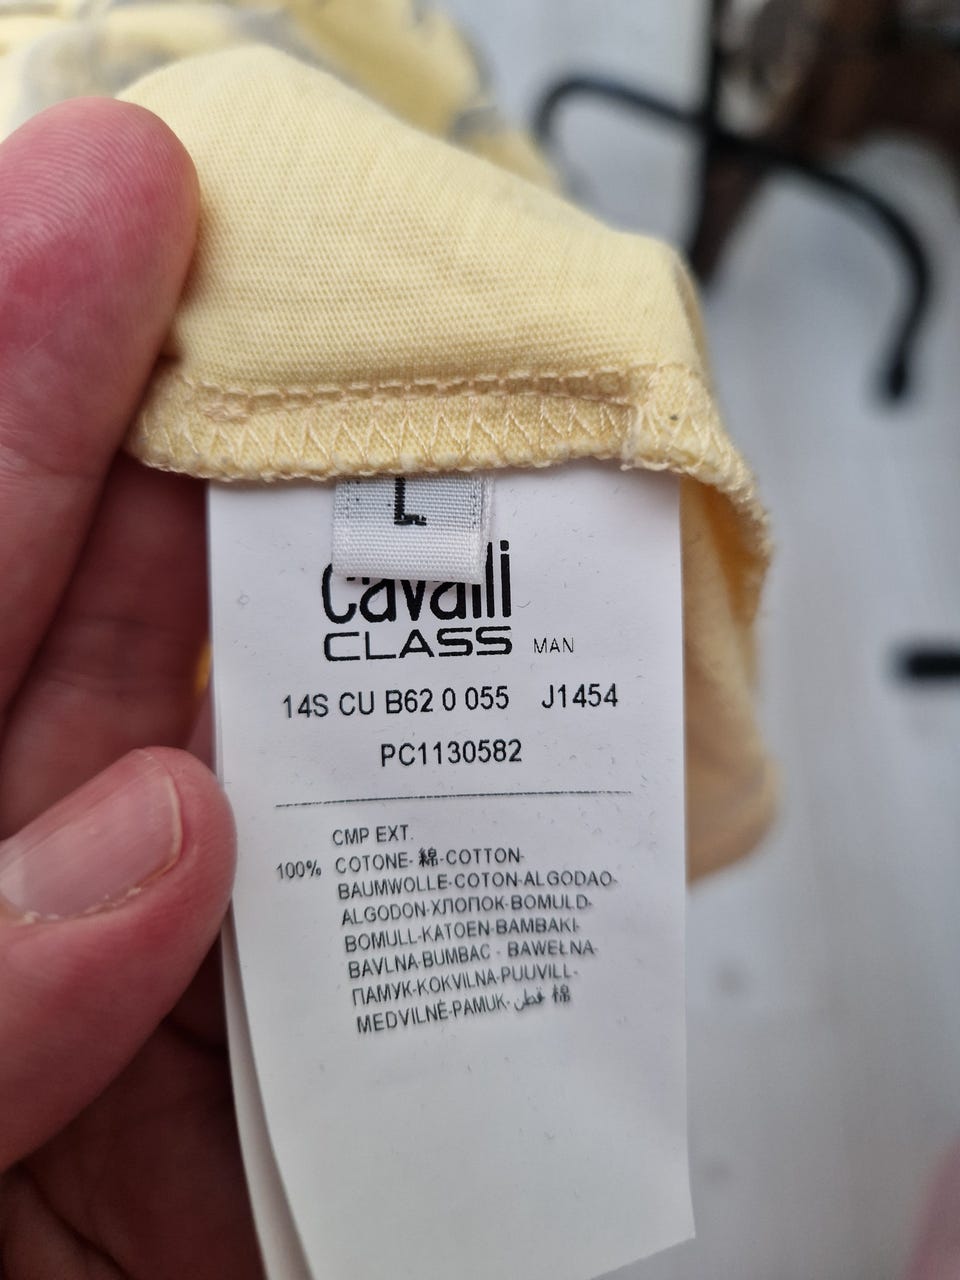 L
cavalli
CLASS MAN
14S CU B62 0 055 J1454
PC1130582
CMP EXT.
100% COTONE-綿-COTTON-
BAUMWOLLE-COTON-ALGODAO-
ALGODON-ХЛОПОК-BOMULD-
BOMULL-KATOEN-BAMBAKI-
BAVLNA-BUMBAC - BAWEŁNA-
ПАМУК-KOKVILNA-PUUVILL-
MEDVILNĖ-PAMUK-قطن 棉